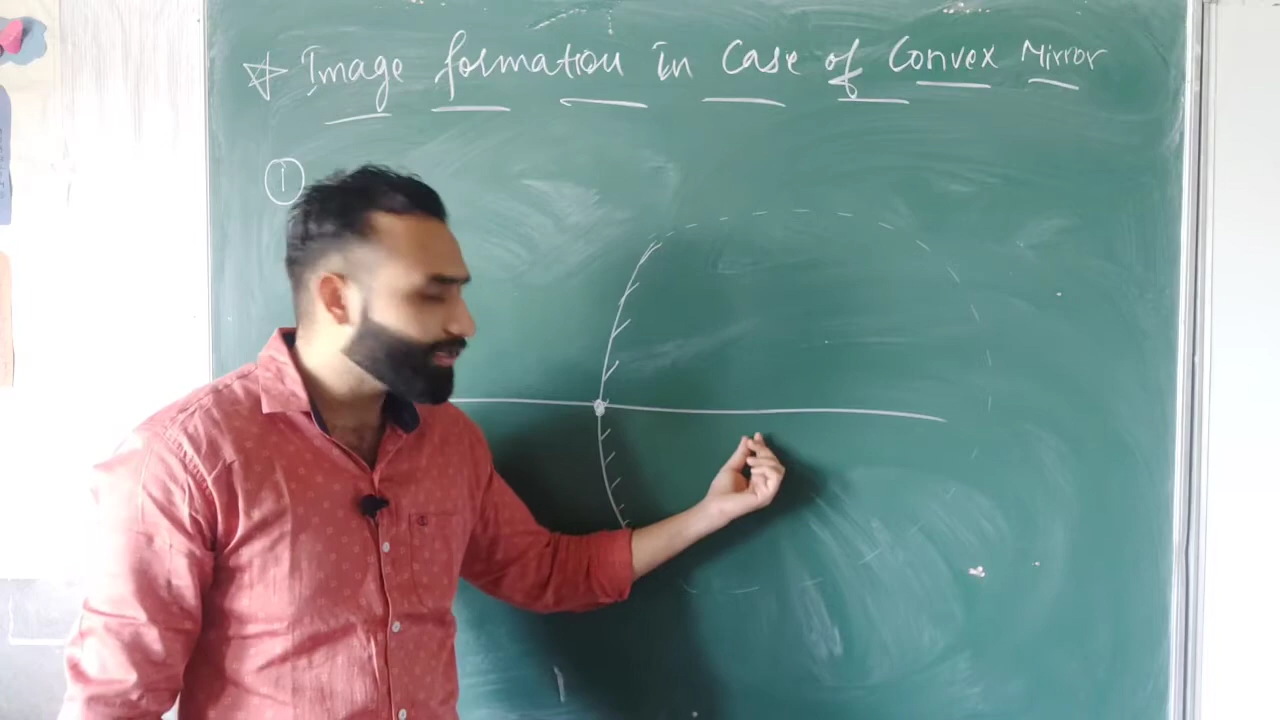 ☆ Image formation in Case of Convex Mirror
①